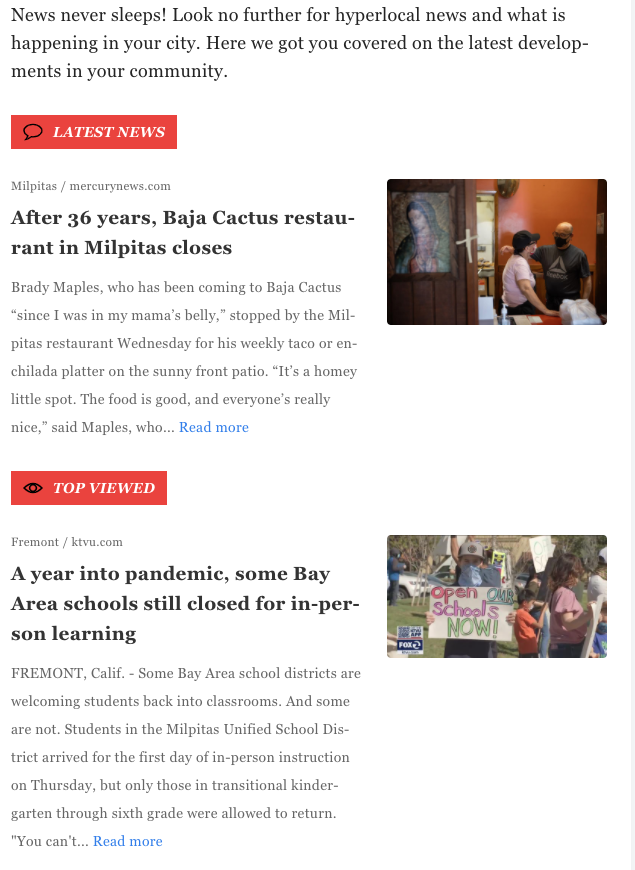 News never sleeps! Look no further for hyperlocal news and what is
happening in your city. Here we got you covered on the latest develop-
ments in your community.
LATEST NEWS
Milpitas / mercurynews.com
After 36 years, Baja Cactus restau-
rant in Milpitas closes
Brady Maples, who has been coming to Baja Cactus
“since I was in my mama’s belly,” stopped by the Mil-
pitas restaurant Wednesday for his weekly taco or en-
chilada platter on the sunny front patio. “It’s a homey
little spot. The food is good, and everyone’s really
nice,” said Maples, who... Read more
TOP VIEWED
Fremont / ktvu.com
A year into pandemic, some Bay
Area schools still closed for in-per-
son learning
open our
Schools
NOW!
FOX 2
FREMONT, Calif. - Some Bay Area school districts are
welcoming students back into classrooms. And some
are not. Students in the Milpitas Unified School Dis-
trict arrived for the first day of in-person instruction
on Thursday, but only those in transitional kinder-
garten through sixth grade were allowed to return.
"You can't... Read more